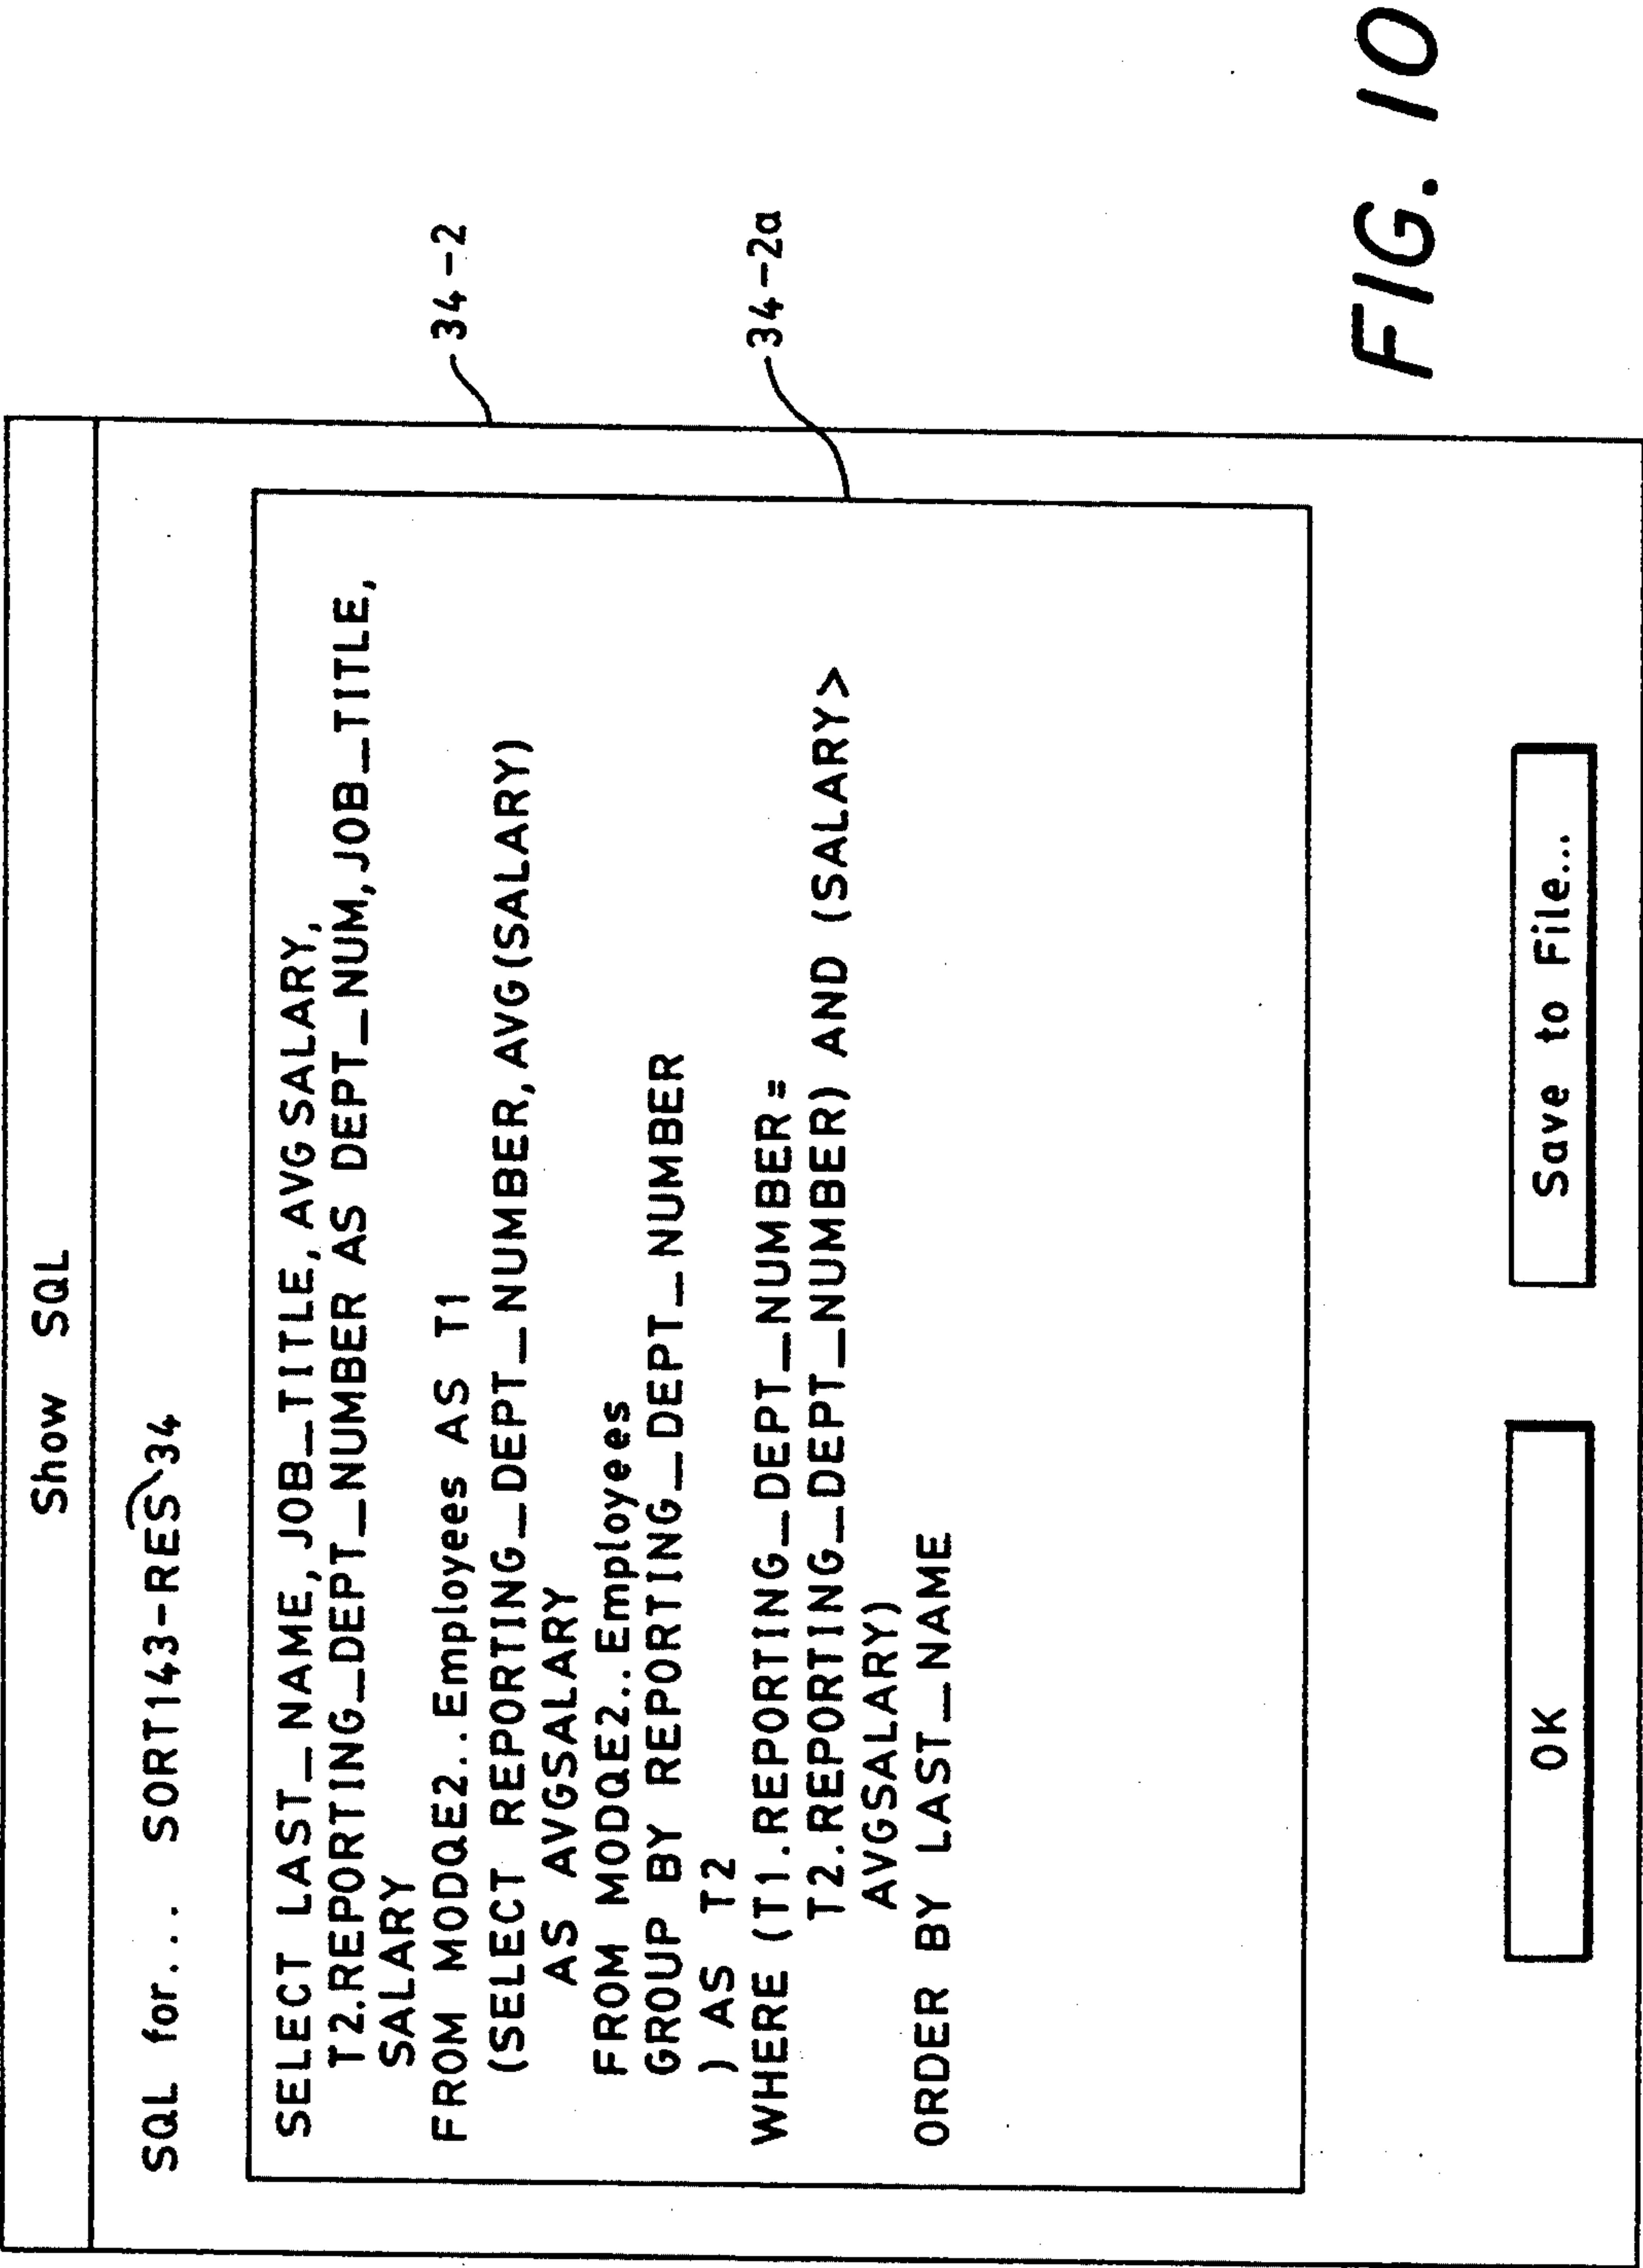 Show SQL
SQL for... SORT143-RES 34
SELECT LAST_NAME, JOB_TITLE, AVGSALARY,
T2.REPORTING_DEPT_NUMBER AS DEPT_NUM, JOB_TITLE,
SALARY
FROM MODQE2..Employees AS T1
(SELECT REPORTING_DEPT_NUMBER, AVG(SALARY)
AS AVGSALARY
FROM MODQE2..Employees
GROUP BY REPORTING_DEPT_NUMBER
) AS T2
WHERE (T1.REPORTING_DEPT_NUMBER=
T2.REPORTING_DEPT_NUMBER) AND (SALARY>
AVGSALARY)
ORDER BY LAST_NAME
OK
Save to File...
34-2
34-2a
FIG. 10